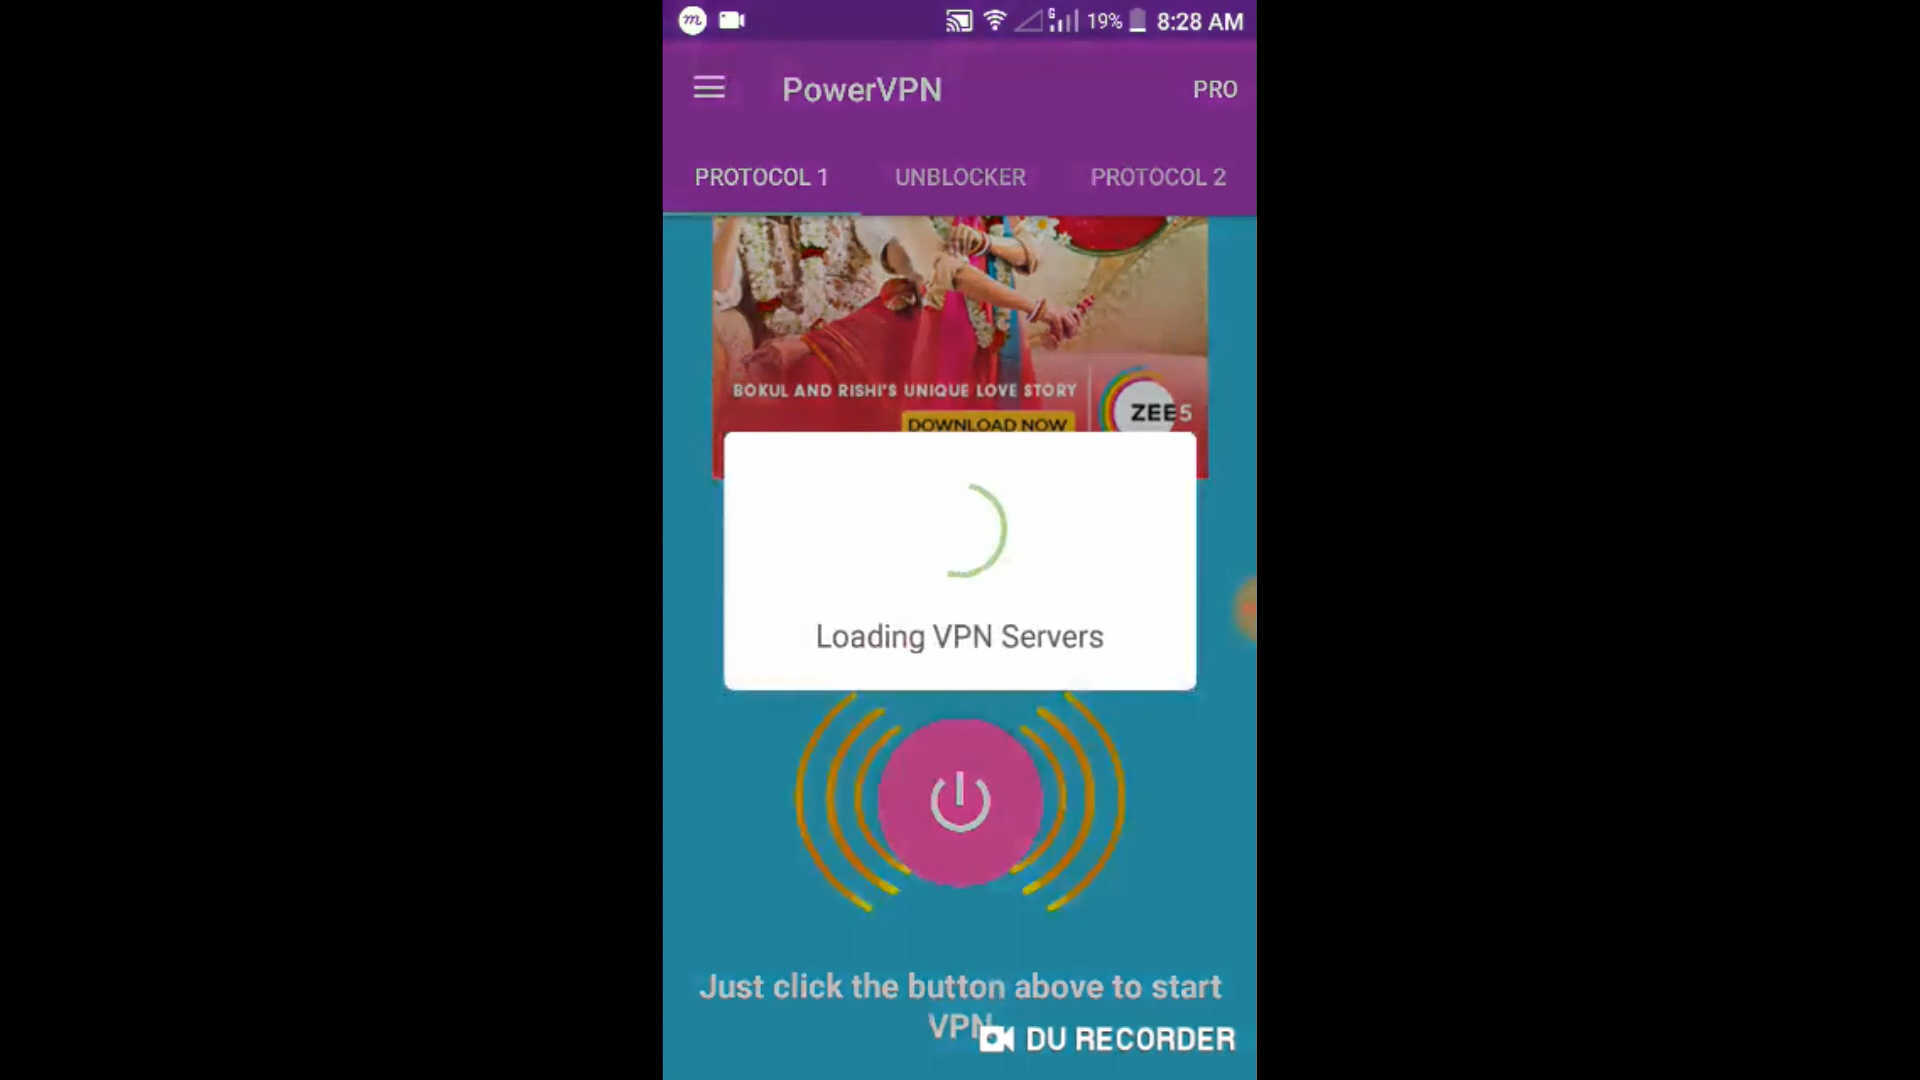 m G 19% 8:28 AM
PowerVPN PRO
PROTOCOL 1 UNBLOCKER PROTOCOL 2
BOKUL AND RISHI'S UNIQUE LOVE STORY
ZEE5
DOWNLOAD NOW
Loading VPN Servers
Just click the button above to start
VPN
DU RECORDER